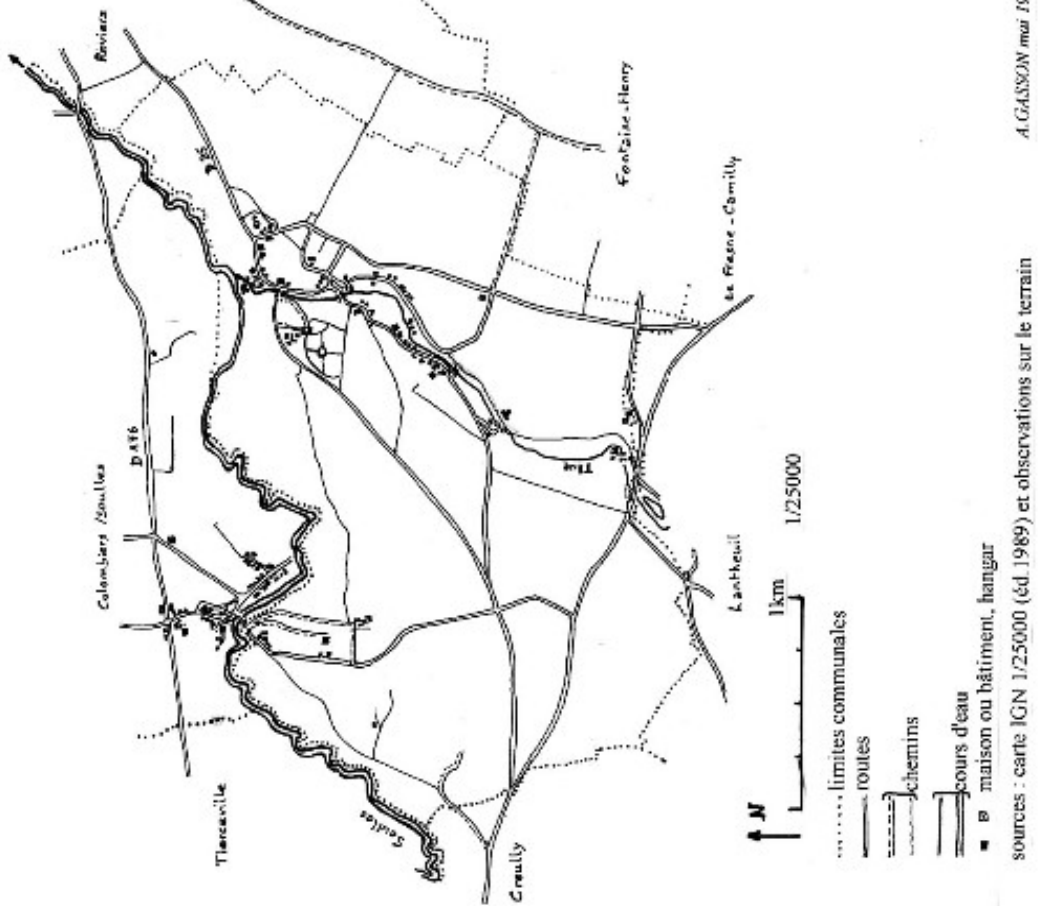 Reviers
Colombiers /Seulles
D 176
Tierceville
Seulles
Creully
Fontaine-Henry
Le Fresne-Camilly
Thue
Lantheuil
N
1km
1/25000
limites communales
routes
chemins
cours d'eau
maison ou bâtiment, hangar
sources : carte IGN 1/25000 (éd. 1989) et observations sur le terrain
A.GASSON mai 19